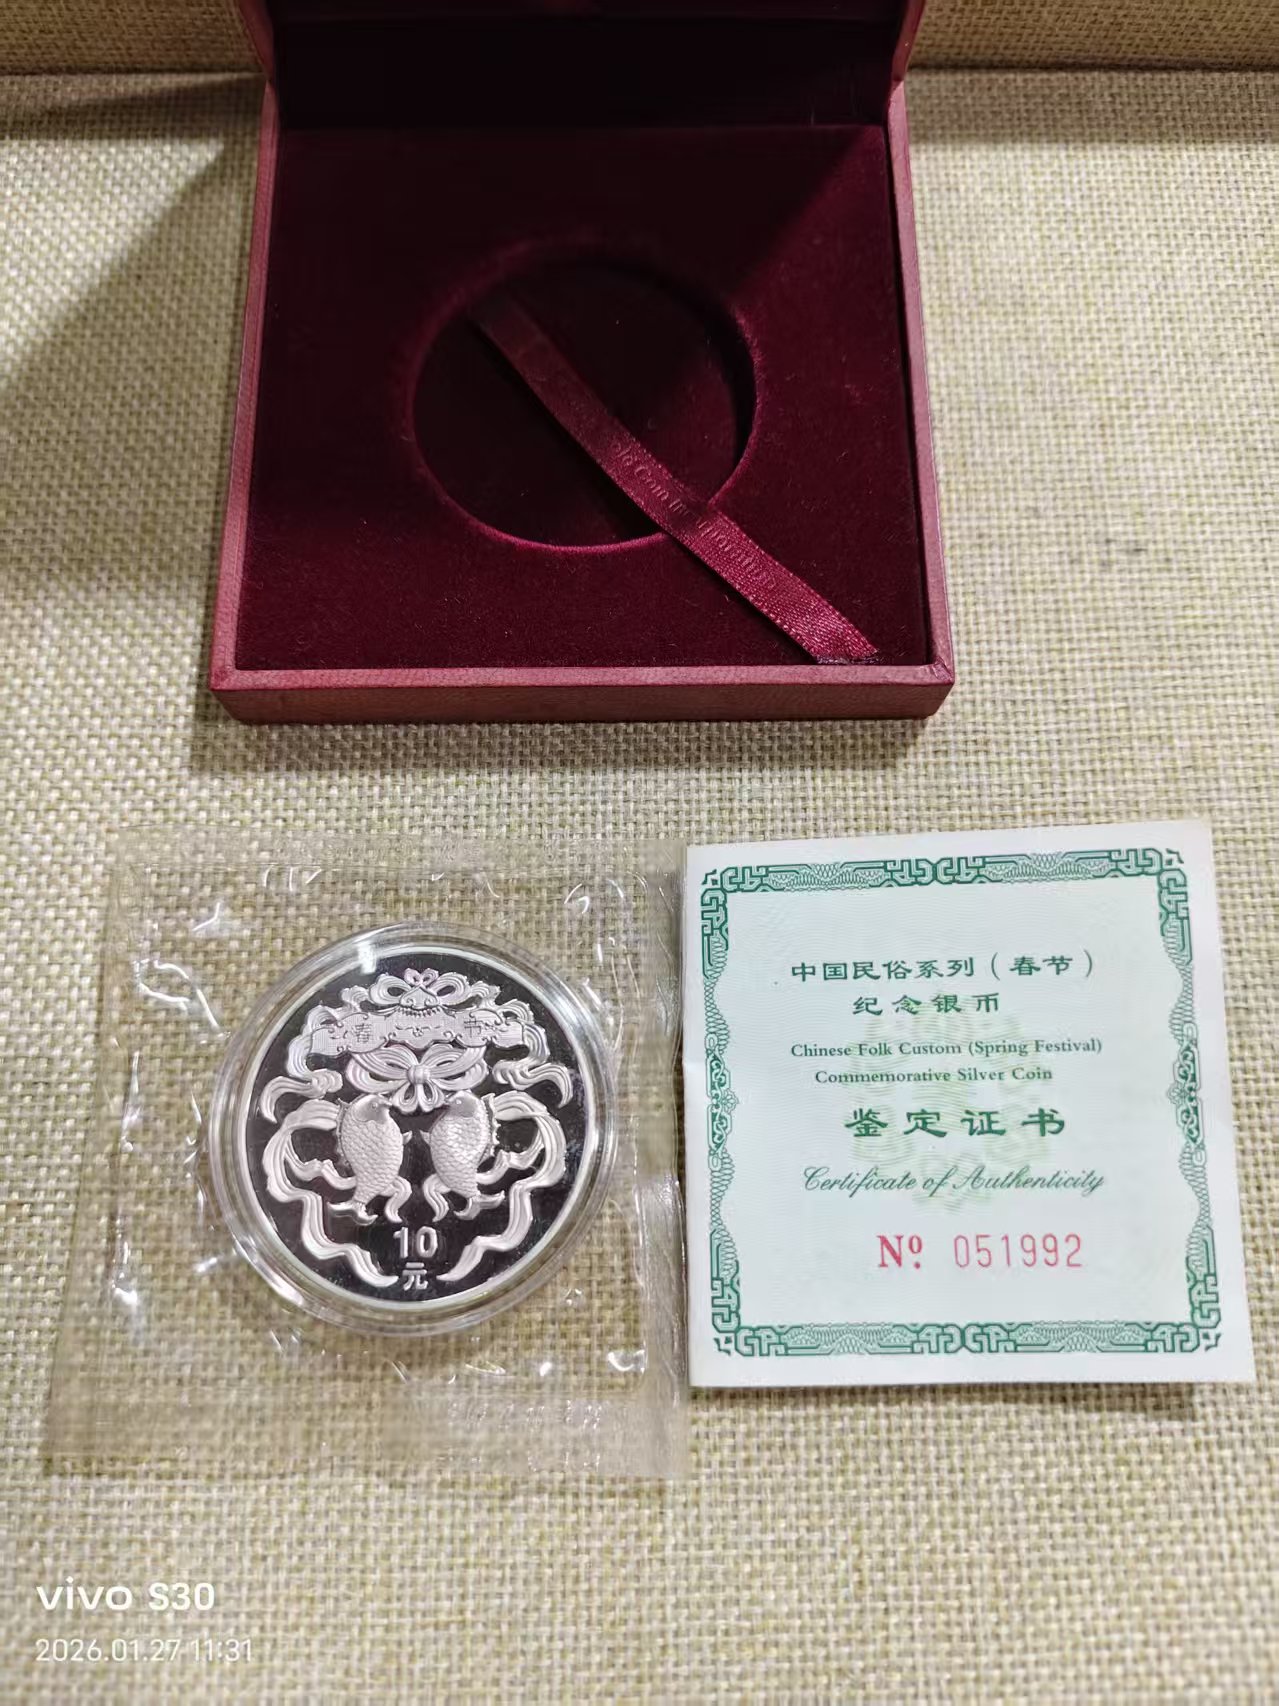 春节
10
元
中国民俗系列（春节）
纪念银币
Chinese Folk Custom (Spring Festival)
Commemorative Silver Coin
鉴定证书
Certificate of Authenticity
Nº 051992
vivo S30
2026.01.27 11:31